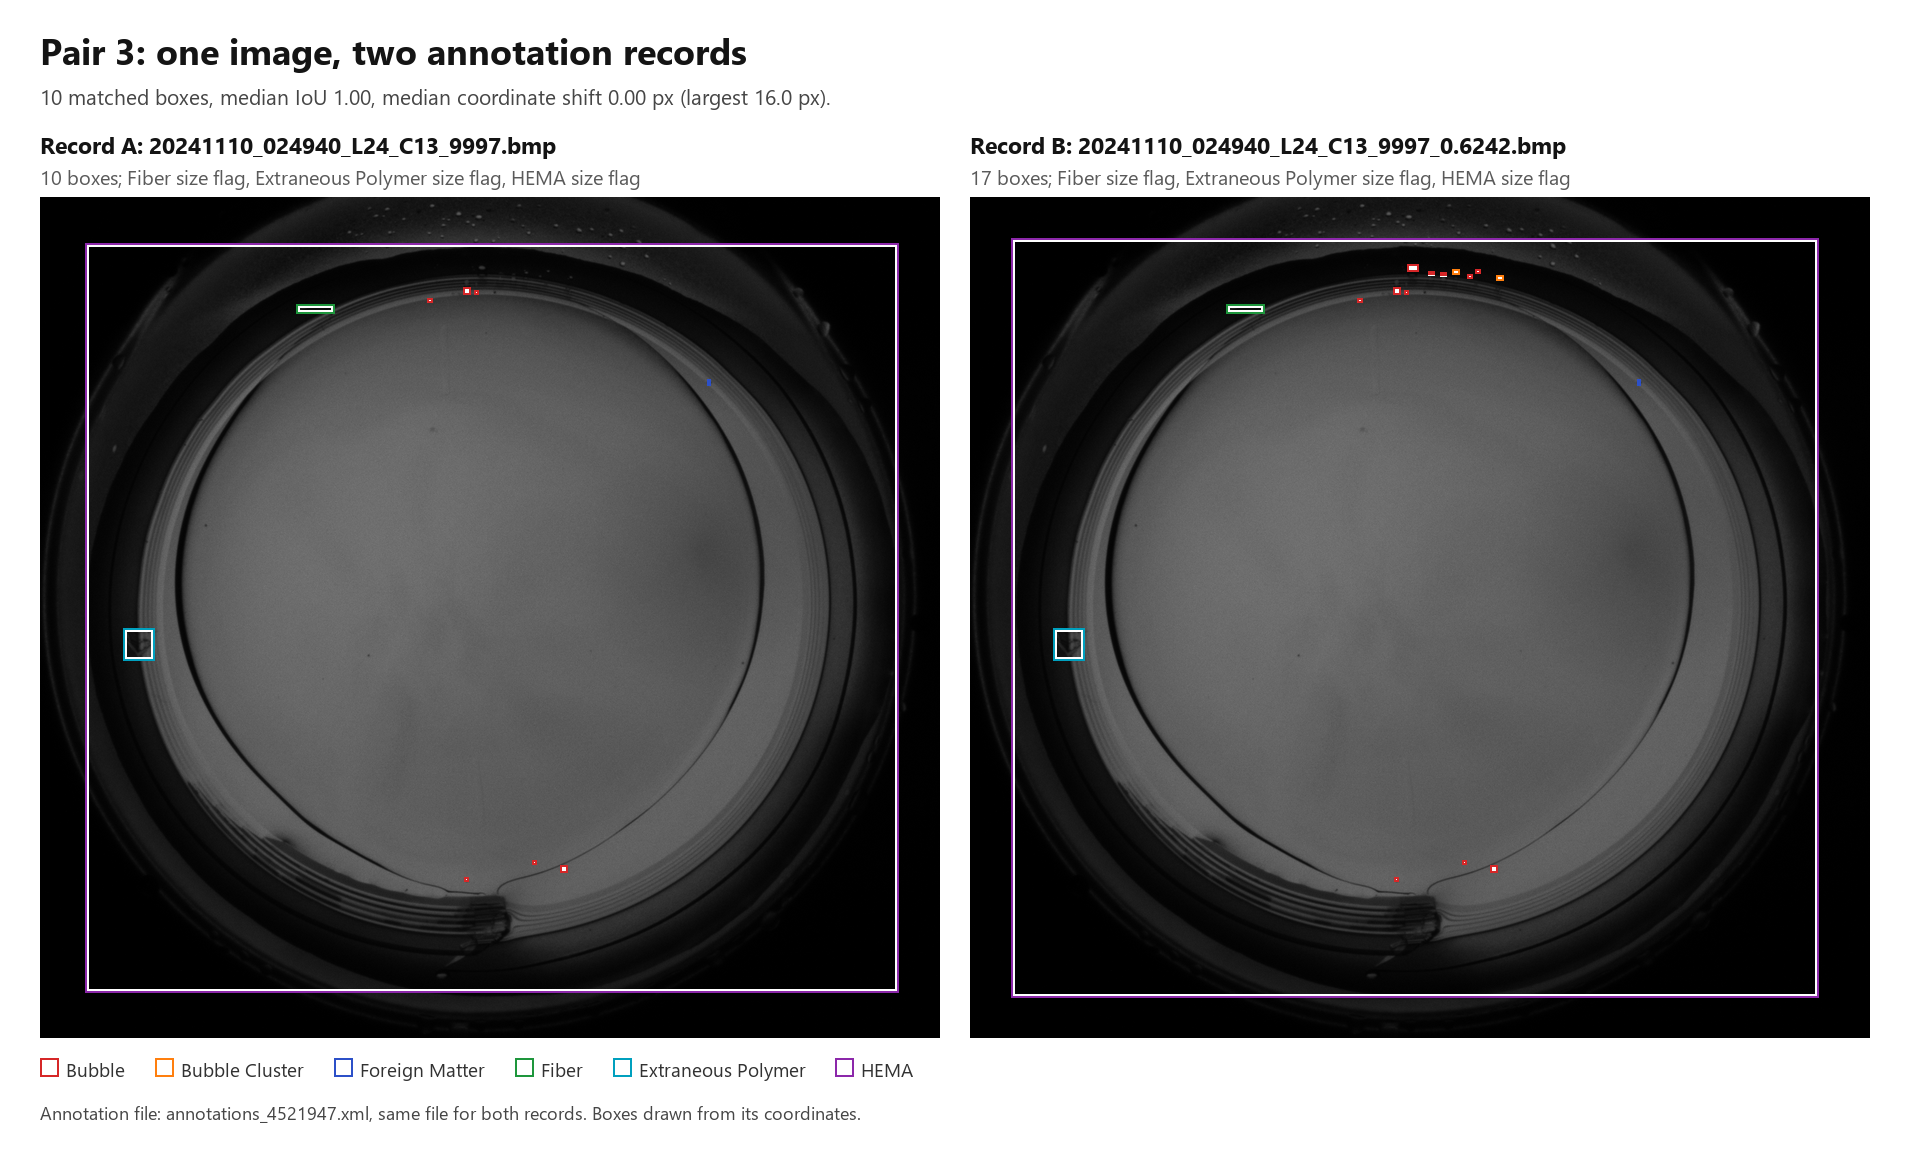 Pair 3: one image, two annotation records
10 matched boxes, median IoU 1.00, median coordinate shift 0.00 px (largest 16.0 px).
Record A: 20241110_024940_L24_C13_9997.bmp
10 boxes; Fiber size flag, Extraneous Polymer size flag, HEMA size flag
Record B: 20241110_024940_L24_C13_9997_0.6242.bmp
17 boxes; Fiber size flag, Extraneous Polymer size flag, HEMA size flag
Bubble
Bubble Cluster
Foreign Matter
Fiber
Extraneous Polymer
HEMA
Annotation file: annotations_4521947.xml, same file for both records. Boxes drawn from its coordinates.